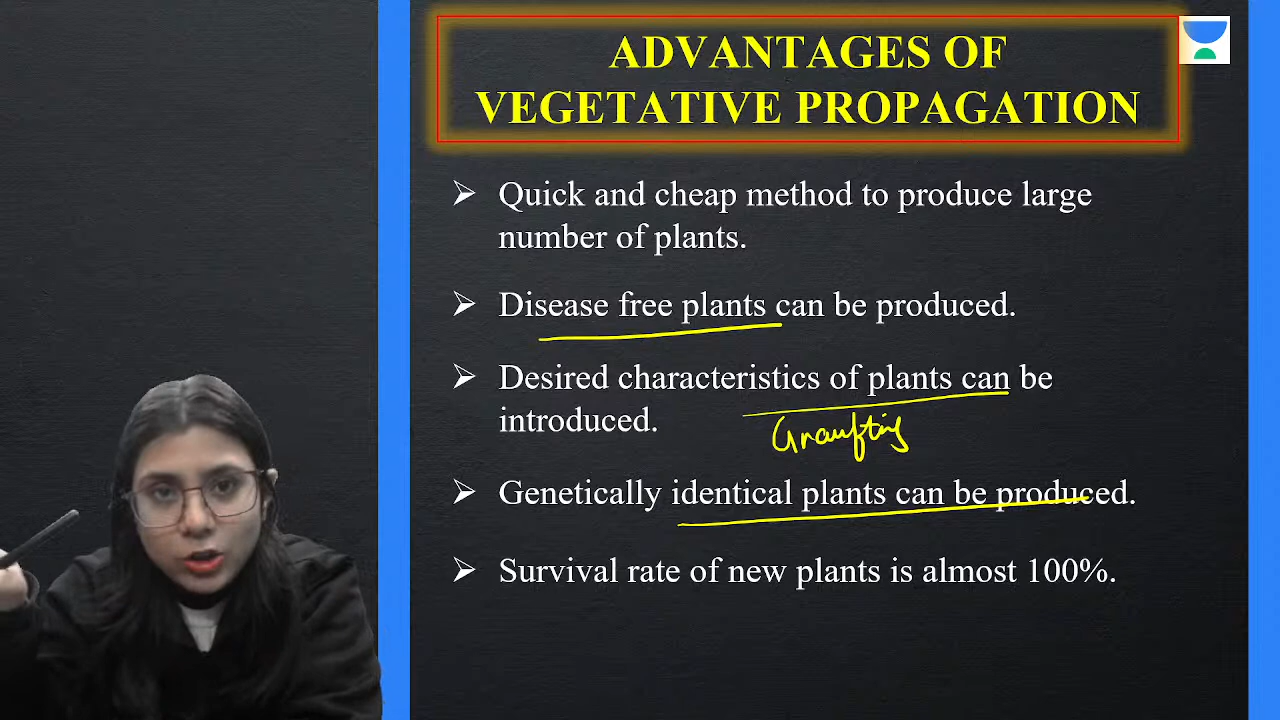 ADVANTAGES OF
VEGETATIVE PROPAGATION
➢ Quick and cheap method to produce large
number of plants.
➢ Disease free plants can be produced.
➢ Desired characteristics of plants can be
introduced.
Graufting
➢ Genetically identical plants can be produced.
➢ Survival rate of new plants is almost 100%.